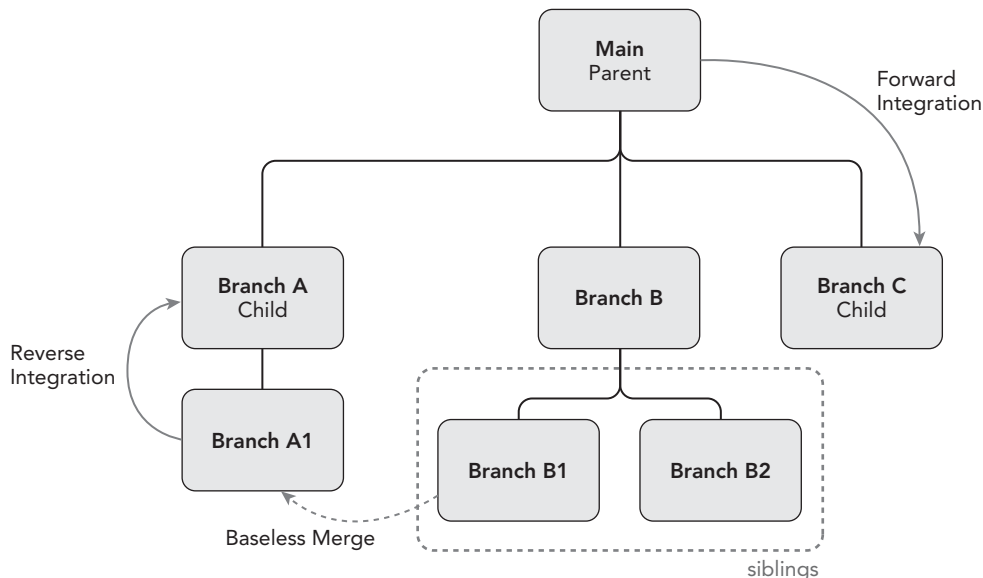 Main
Parent
Forward
Integration
Branch A
Child
Branch B
Branch C
Child
Reverse
Integration
Branch A1
Branch B1
Branch B2
Baseless Merge
siblings